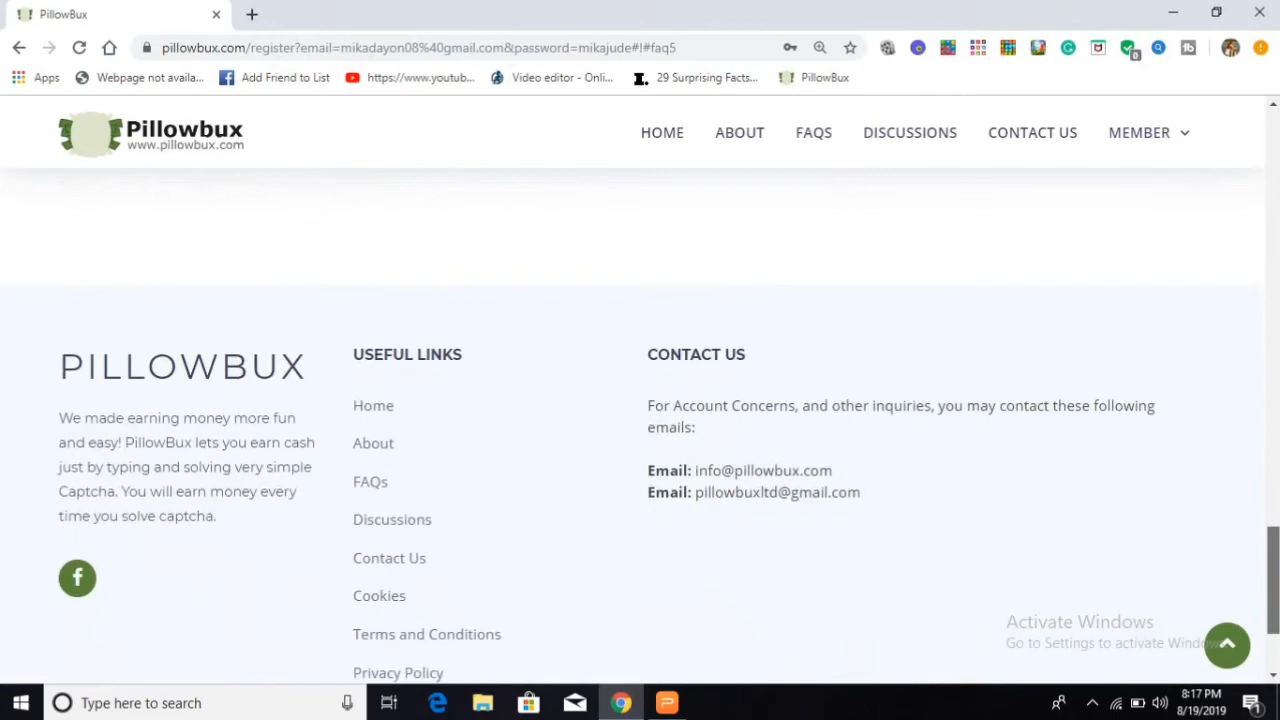 PillowBux
pillowbux.com/register?email=mikadayon08%40gmail.com&password=mikajude#!#faq5
Apps
Webpage not availa...
Add Friend to List
https://www.youtub...
Video editor - Onli...
29 Surprising Facts...
PillowBux
Pillowbux
www.pillowbux.com
HOME
ABOUT
FAQS
DISCUSSIONS
CONTACT US
MEMBER
PILLOWBUX
We made earning money more fun
and easy! PillowBux lets you earn cash
just by typing and solving very simple
Captcha. You will earn money every
time you solve captcha.
USEFUL LINKS
Home
About
FAQs
Discussions
Contact Us
Cookies
Terms and Conditions
Privacy Policy
CONTACT US
For Account Concerns, and other inquiries, you may contact these following
emails:
Email: info@pillowbux.com
Email: pillowbuxltd@gmail.com
Activate Windows
Go to Settings to activate Windows.
Type here to search
8:17 PM
8/19/2019